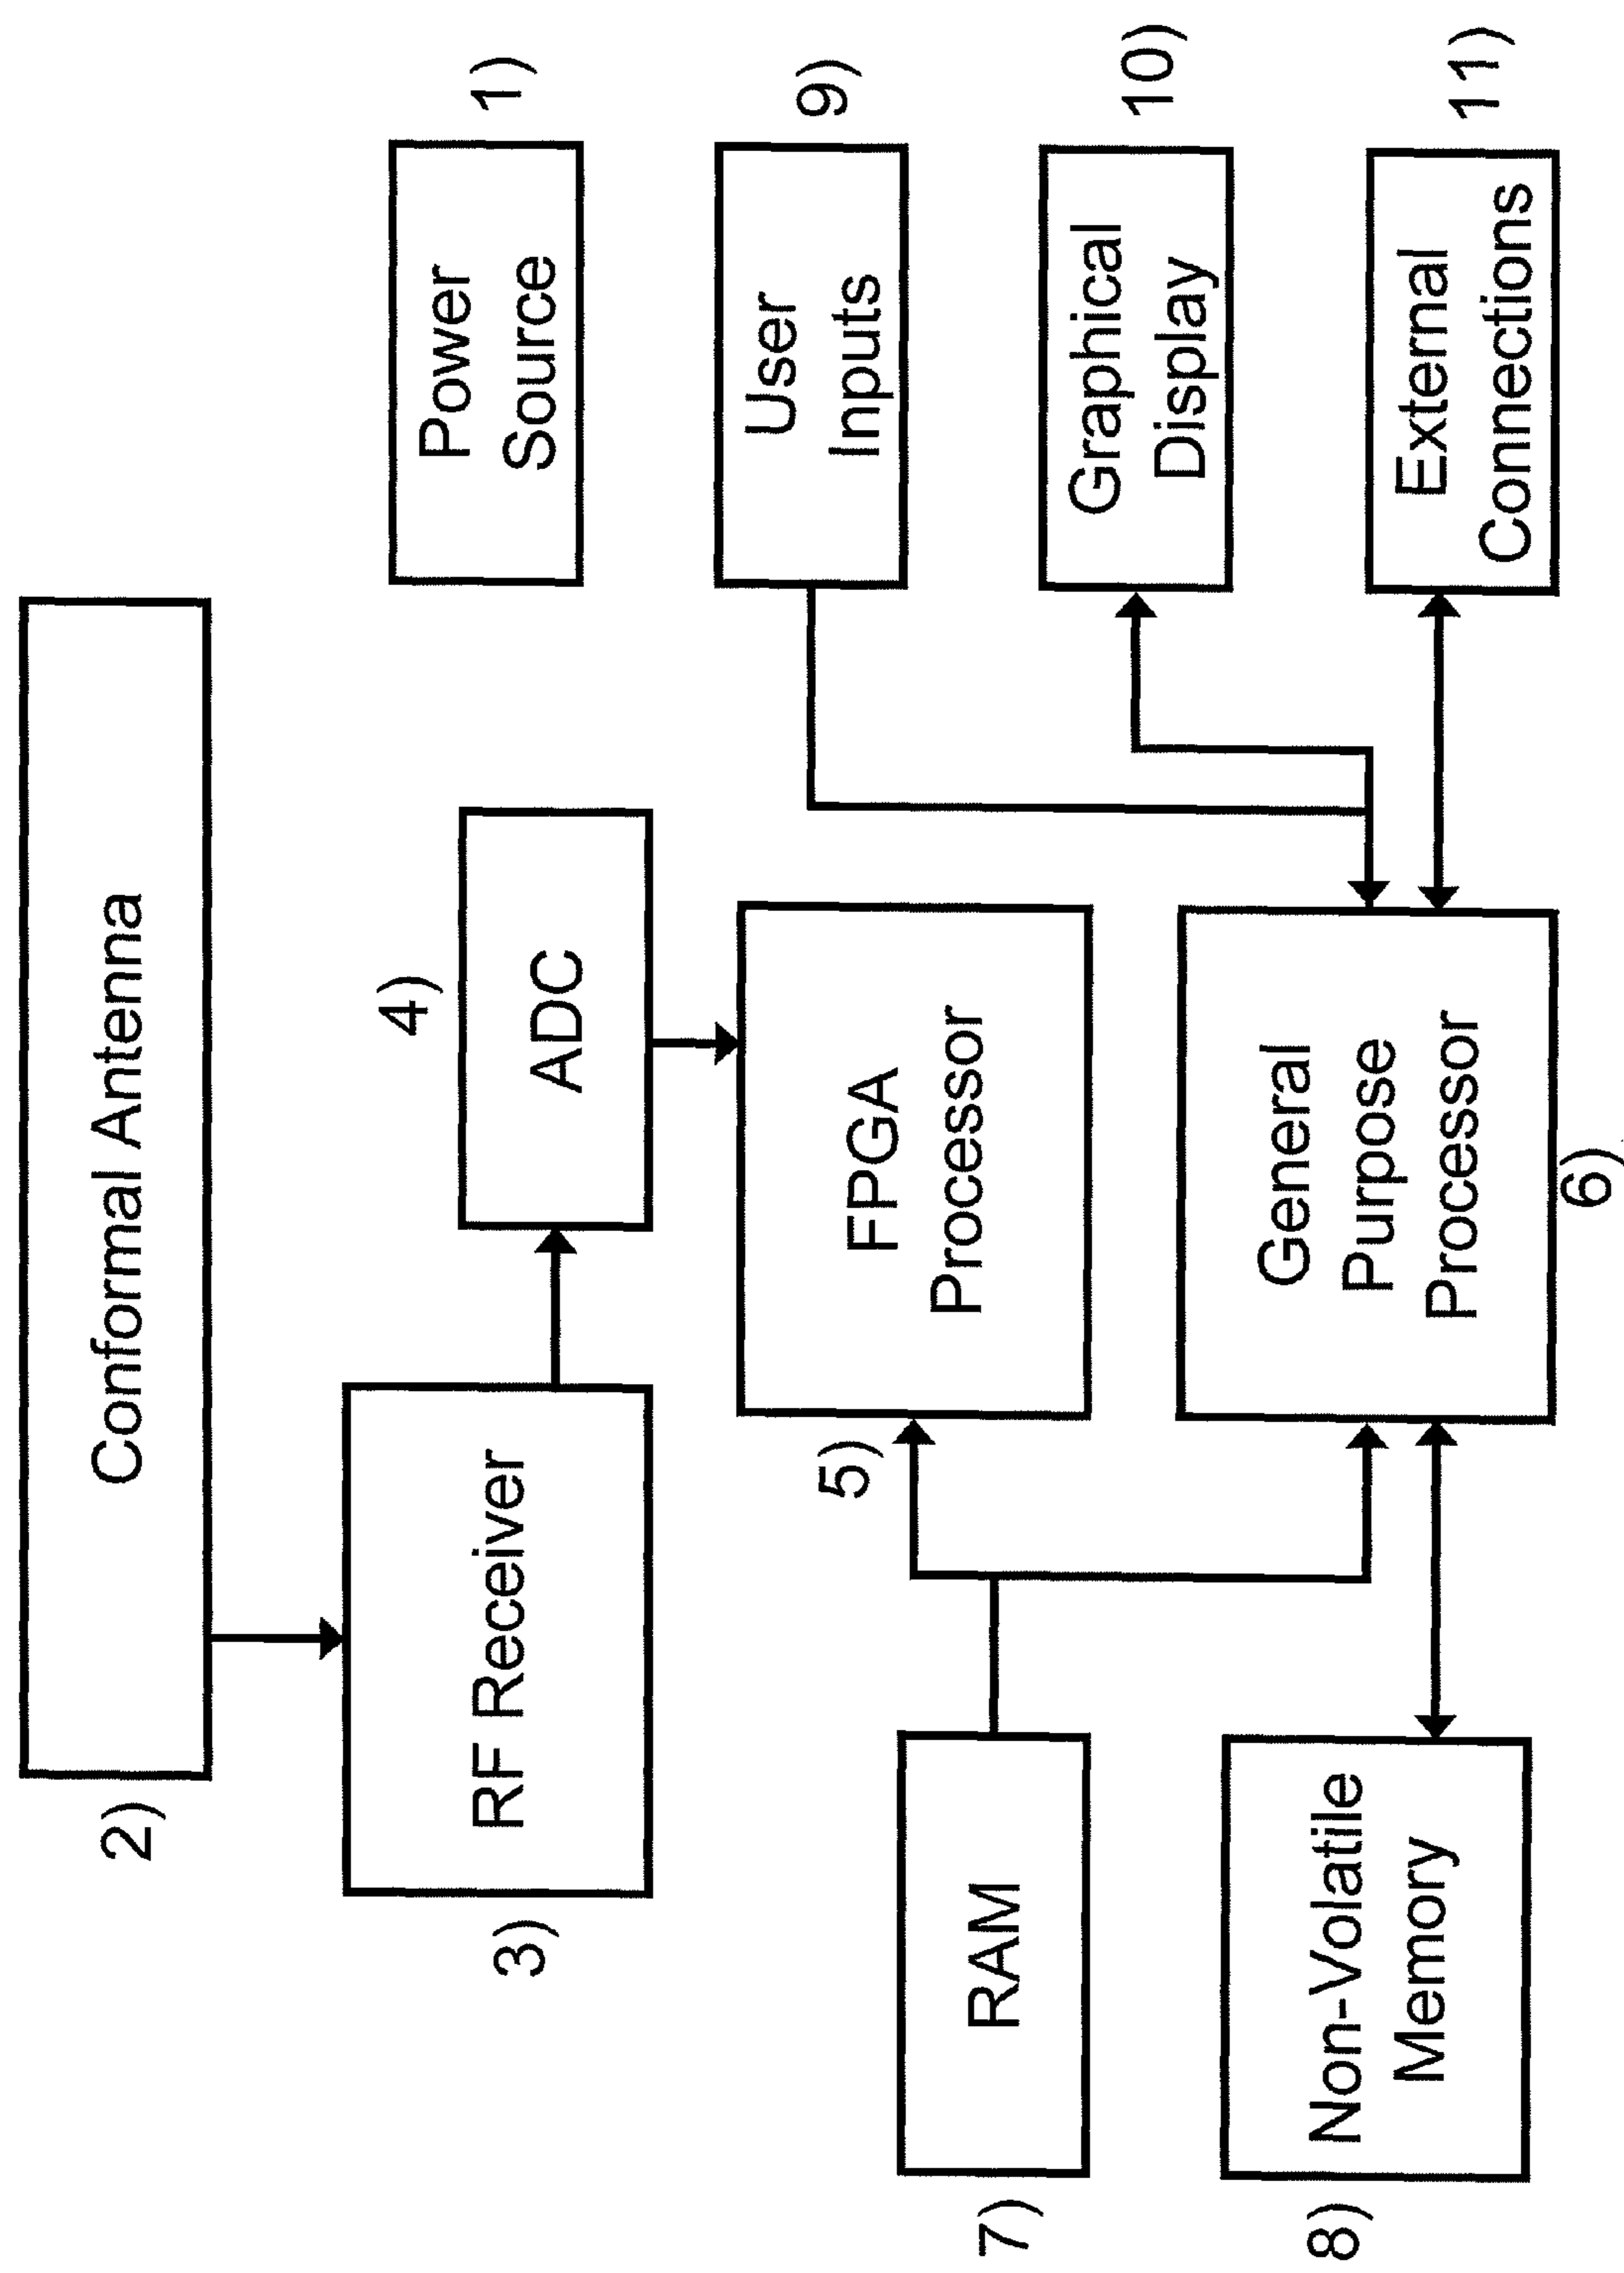 2)
Conformal Antenna
3)
RF Receiver
4)
ADC
Power
Source
1)
5)
FPGA
Processor
User
Inputs
9)
7)
RAM
Graphical
Display
10)
8)
Non-Volatile
Memory
General
Purpose
Processor
6)
External
Connections
11)